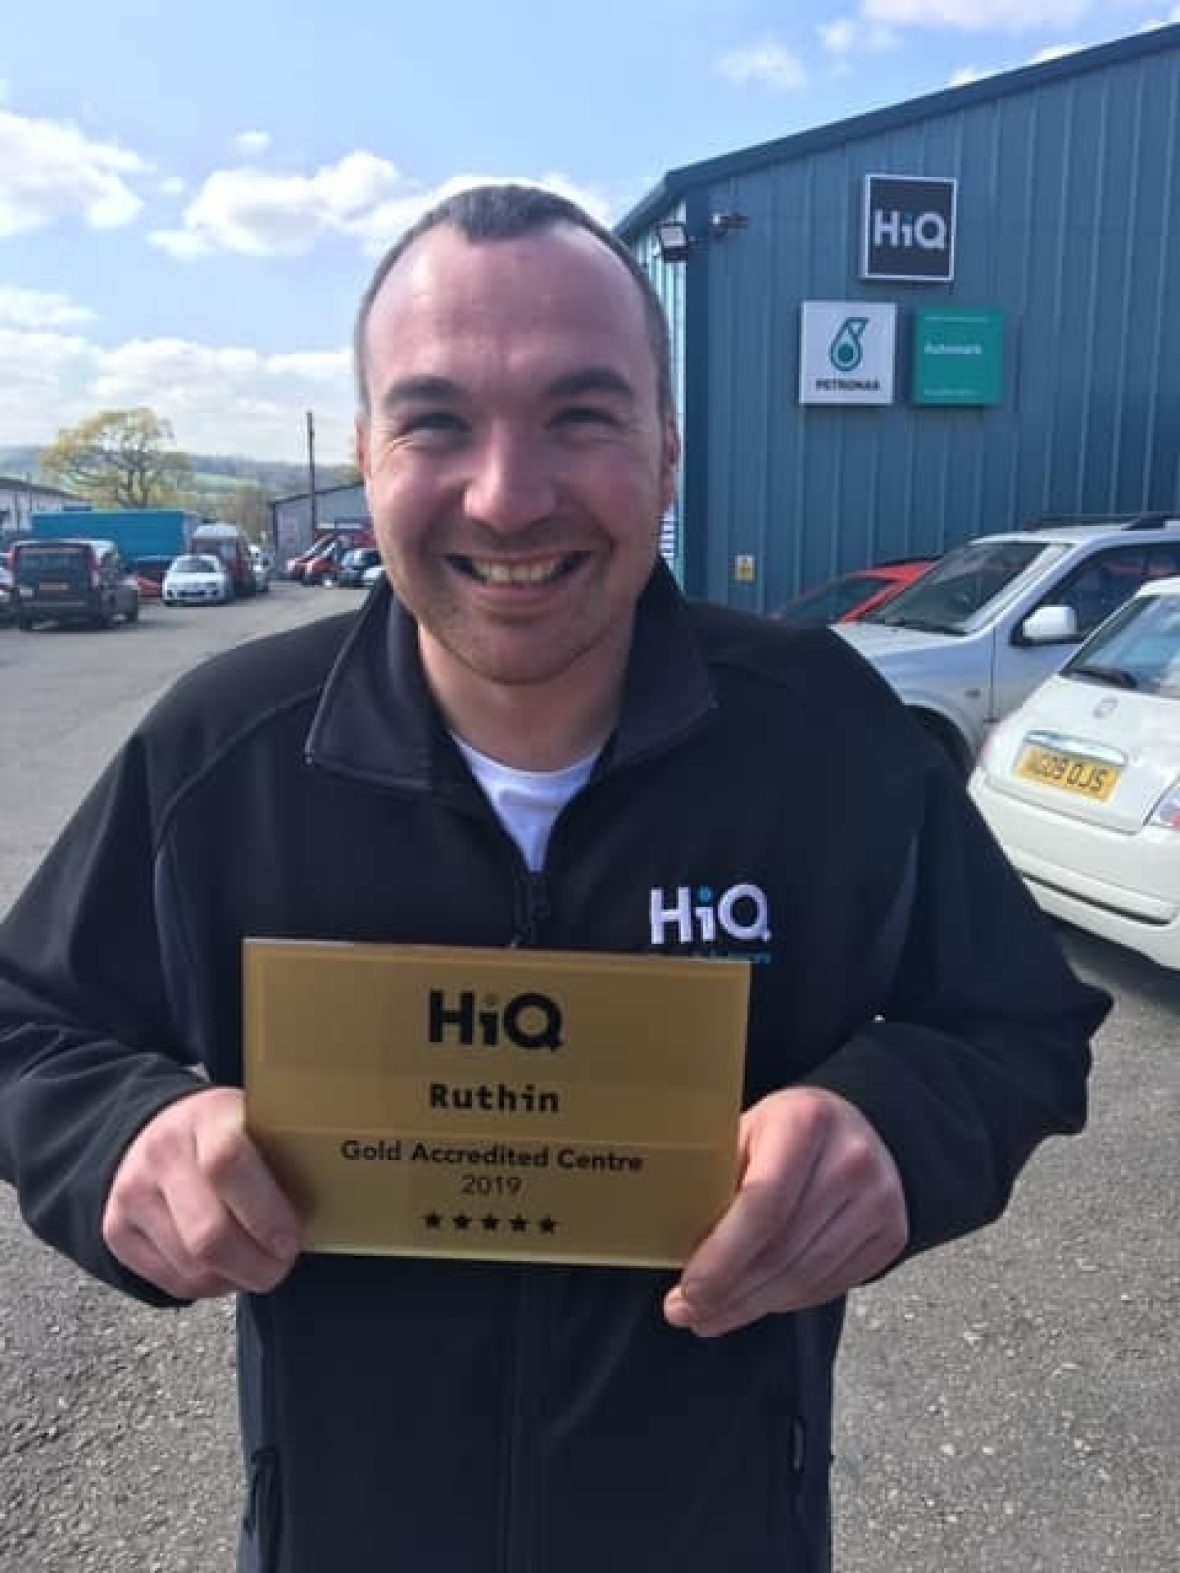 HiQ
PETRONAS
HiQ
HiQ
Ruthin
Gold Accredited Centre
2019
★★★★★